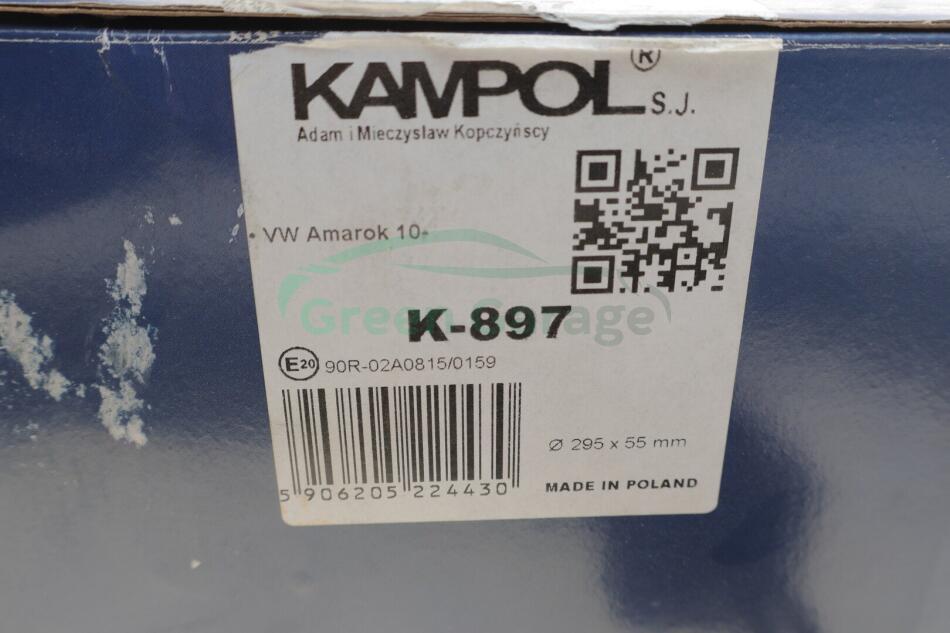 KAMPOL® S.J.
Adam i Mieczysław Kopczyńscy
• VW Amarok 10-
Green Garage
K-897
E20 90R-02A0815/0159
Ø 295 x 55 mm
5 906205 224430
MADE IN POLAND